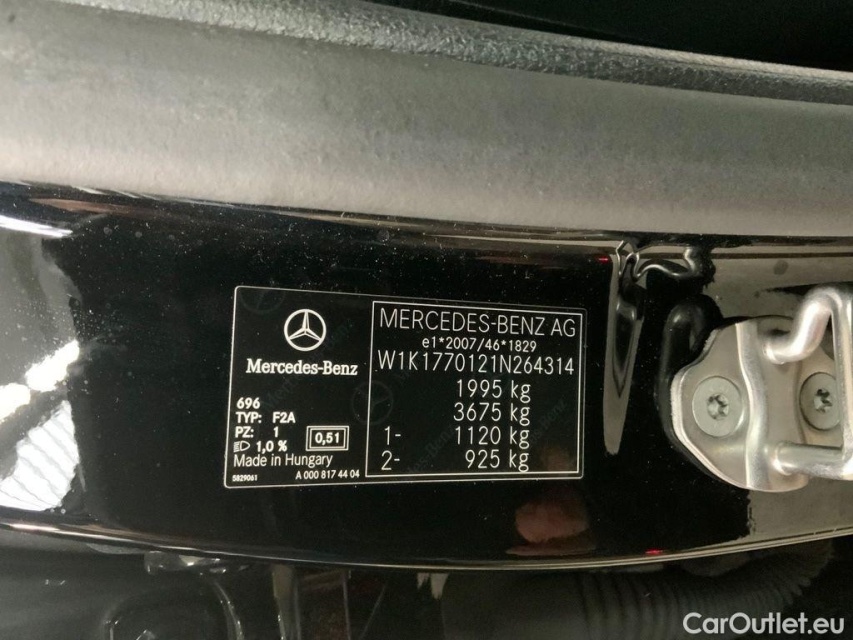 Mercedes-Benz
696
TYP: F2A
PZ: 1
1,0 %
0,51
Made in Hungary
5829061
A 000 817 44 04
MERCEDES-BENZ AG
e1*2007/46*1829
W1K1770121N264314
1995 kg
3675 kg
1- 1120 kg
2- 925 kg
CarOutlet.eu